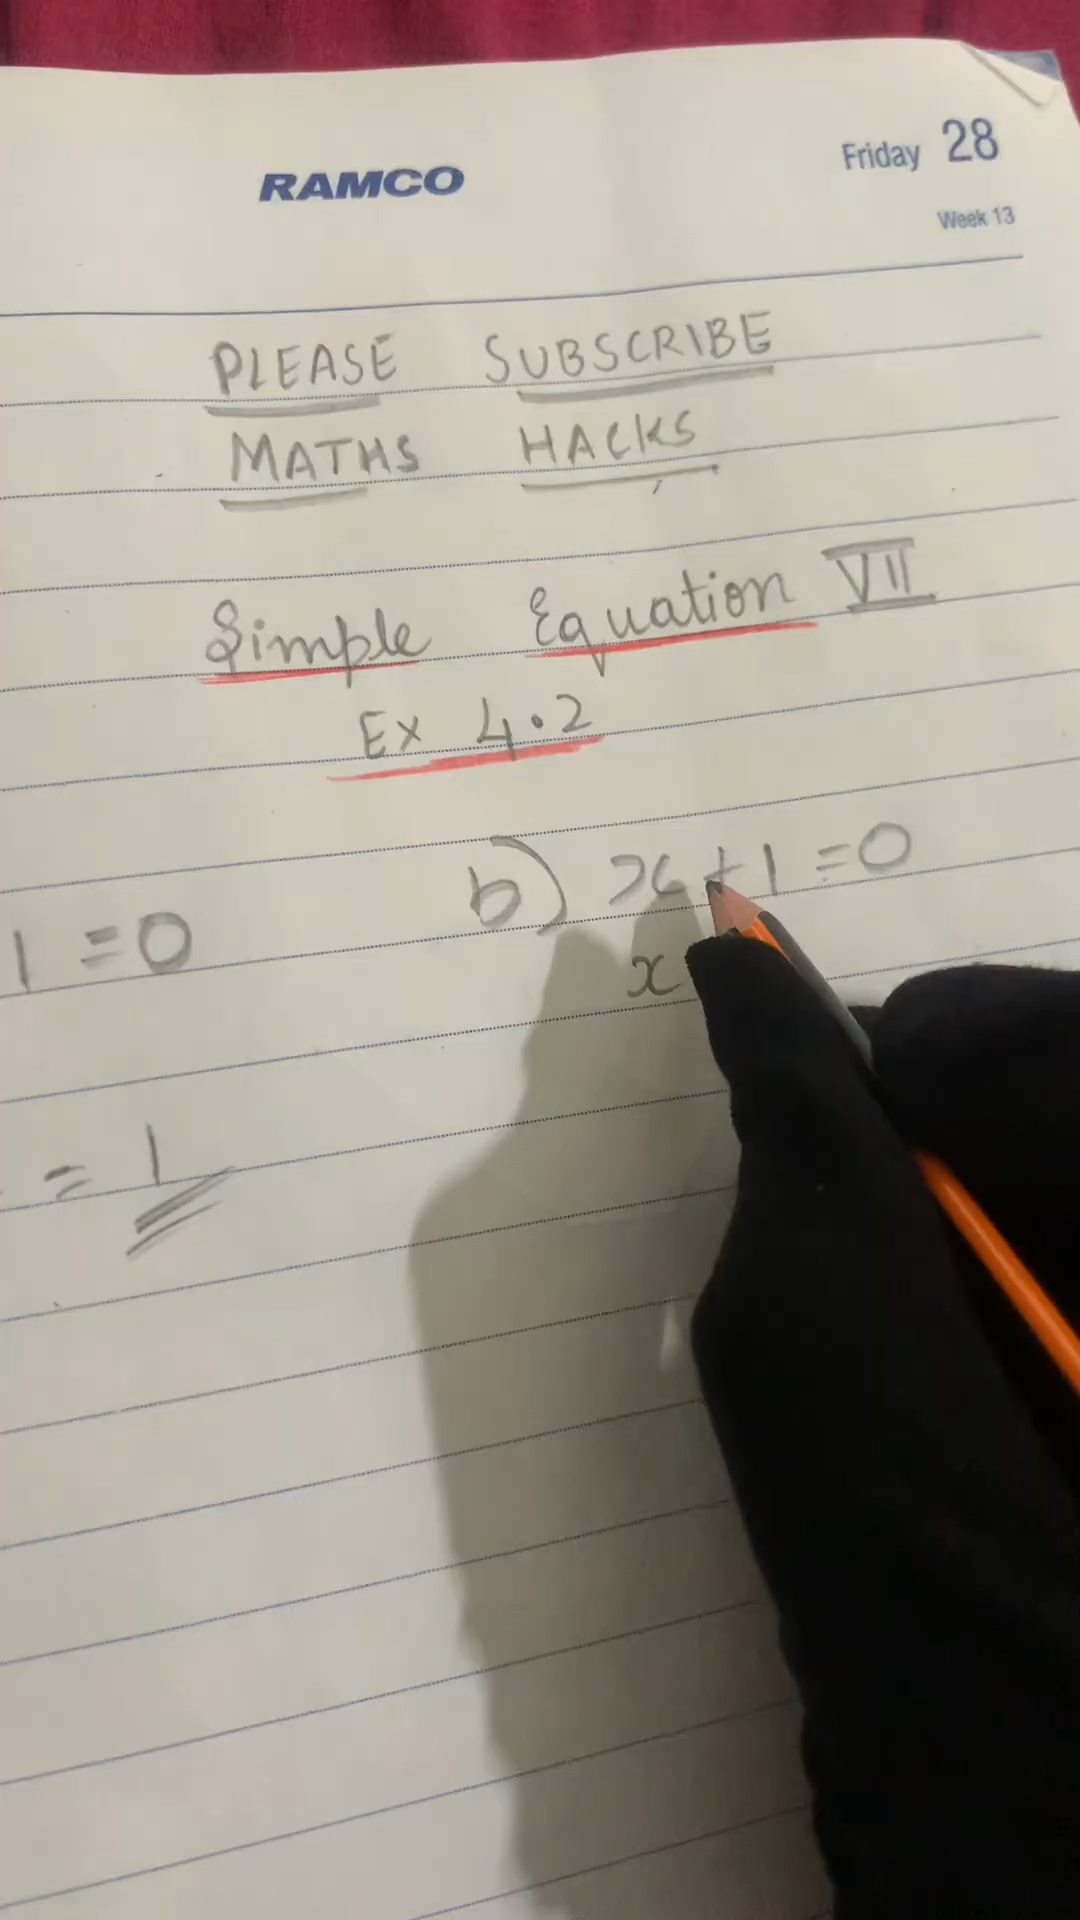 RAMCO
Friday 28
Week 13
PLEASE SUBSCRIBE
MATHS HACKS
Simple Equation VII
Ex 4.2
1 = 0
b) x + 1 = 0
x
= 1